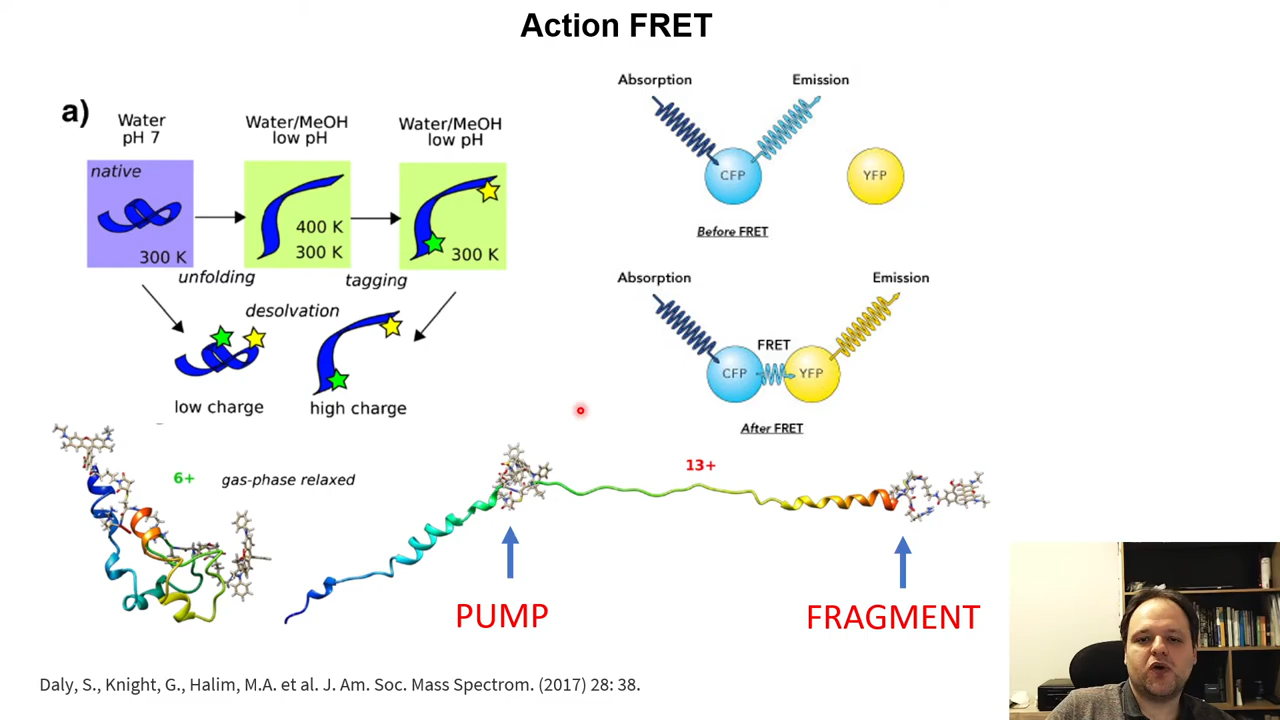 Action FRET
a)
Water
pH 7
Water/MeOH
low pH
Water/MeOH
low pH
native
300 K
400 K
300 K
300 K
unfolding
tagging
desolvation
low charge
high charge
Absorption
Emission
CFP
YFP
Before FRET
Absorption
Emission
FRET
CFP
YFP
After FRET
6+
gas-phase relaxed
13+
PUMP
FRAGMENT
Daly, S., Knight, G., Halim, M.A. et al. J. Am. Soc. Mass Spectrom. (2017) 28: 38.